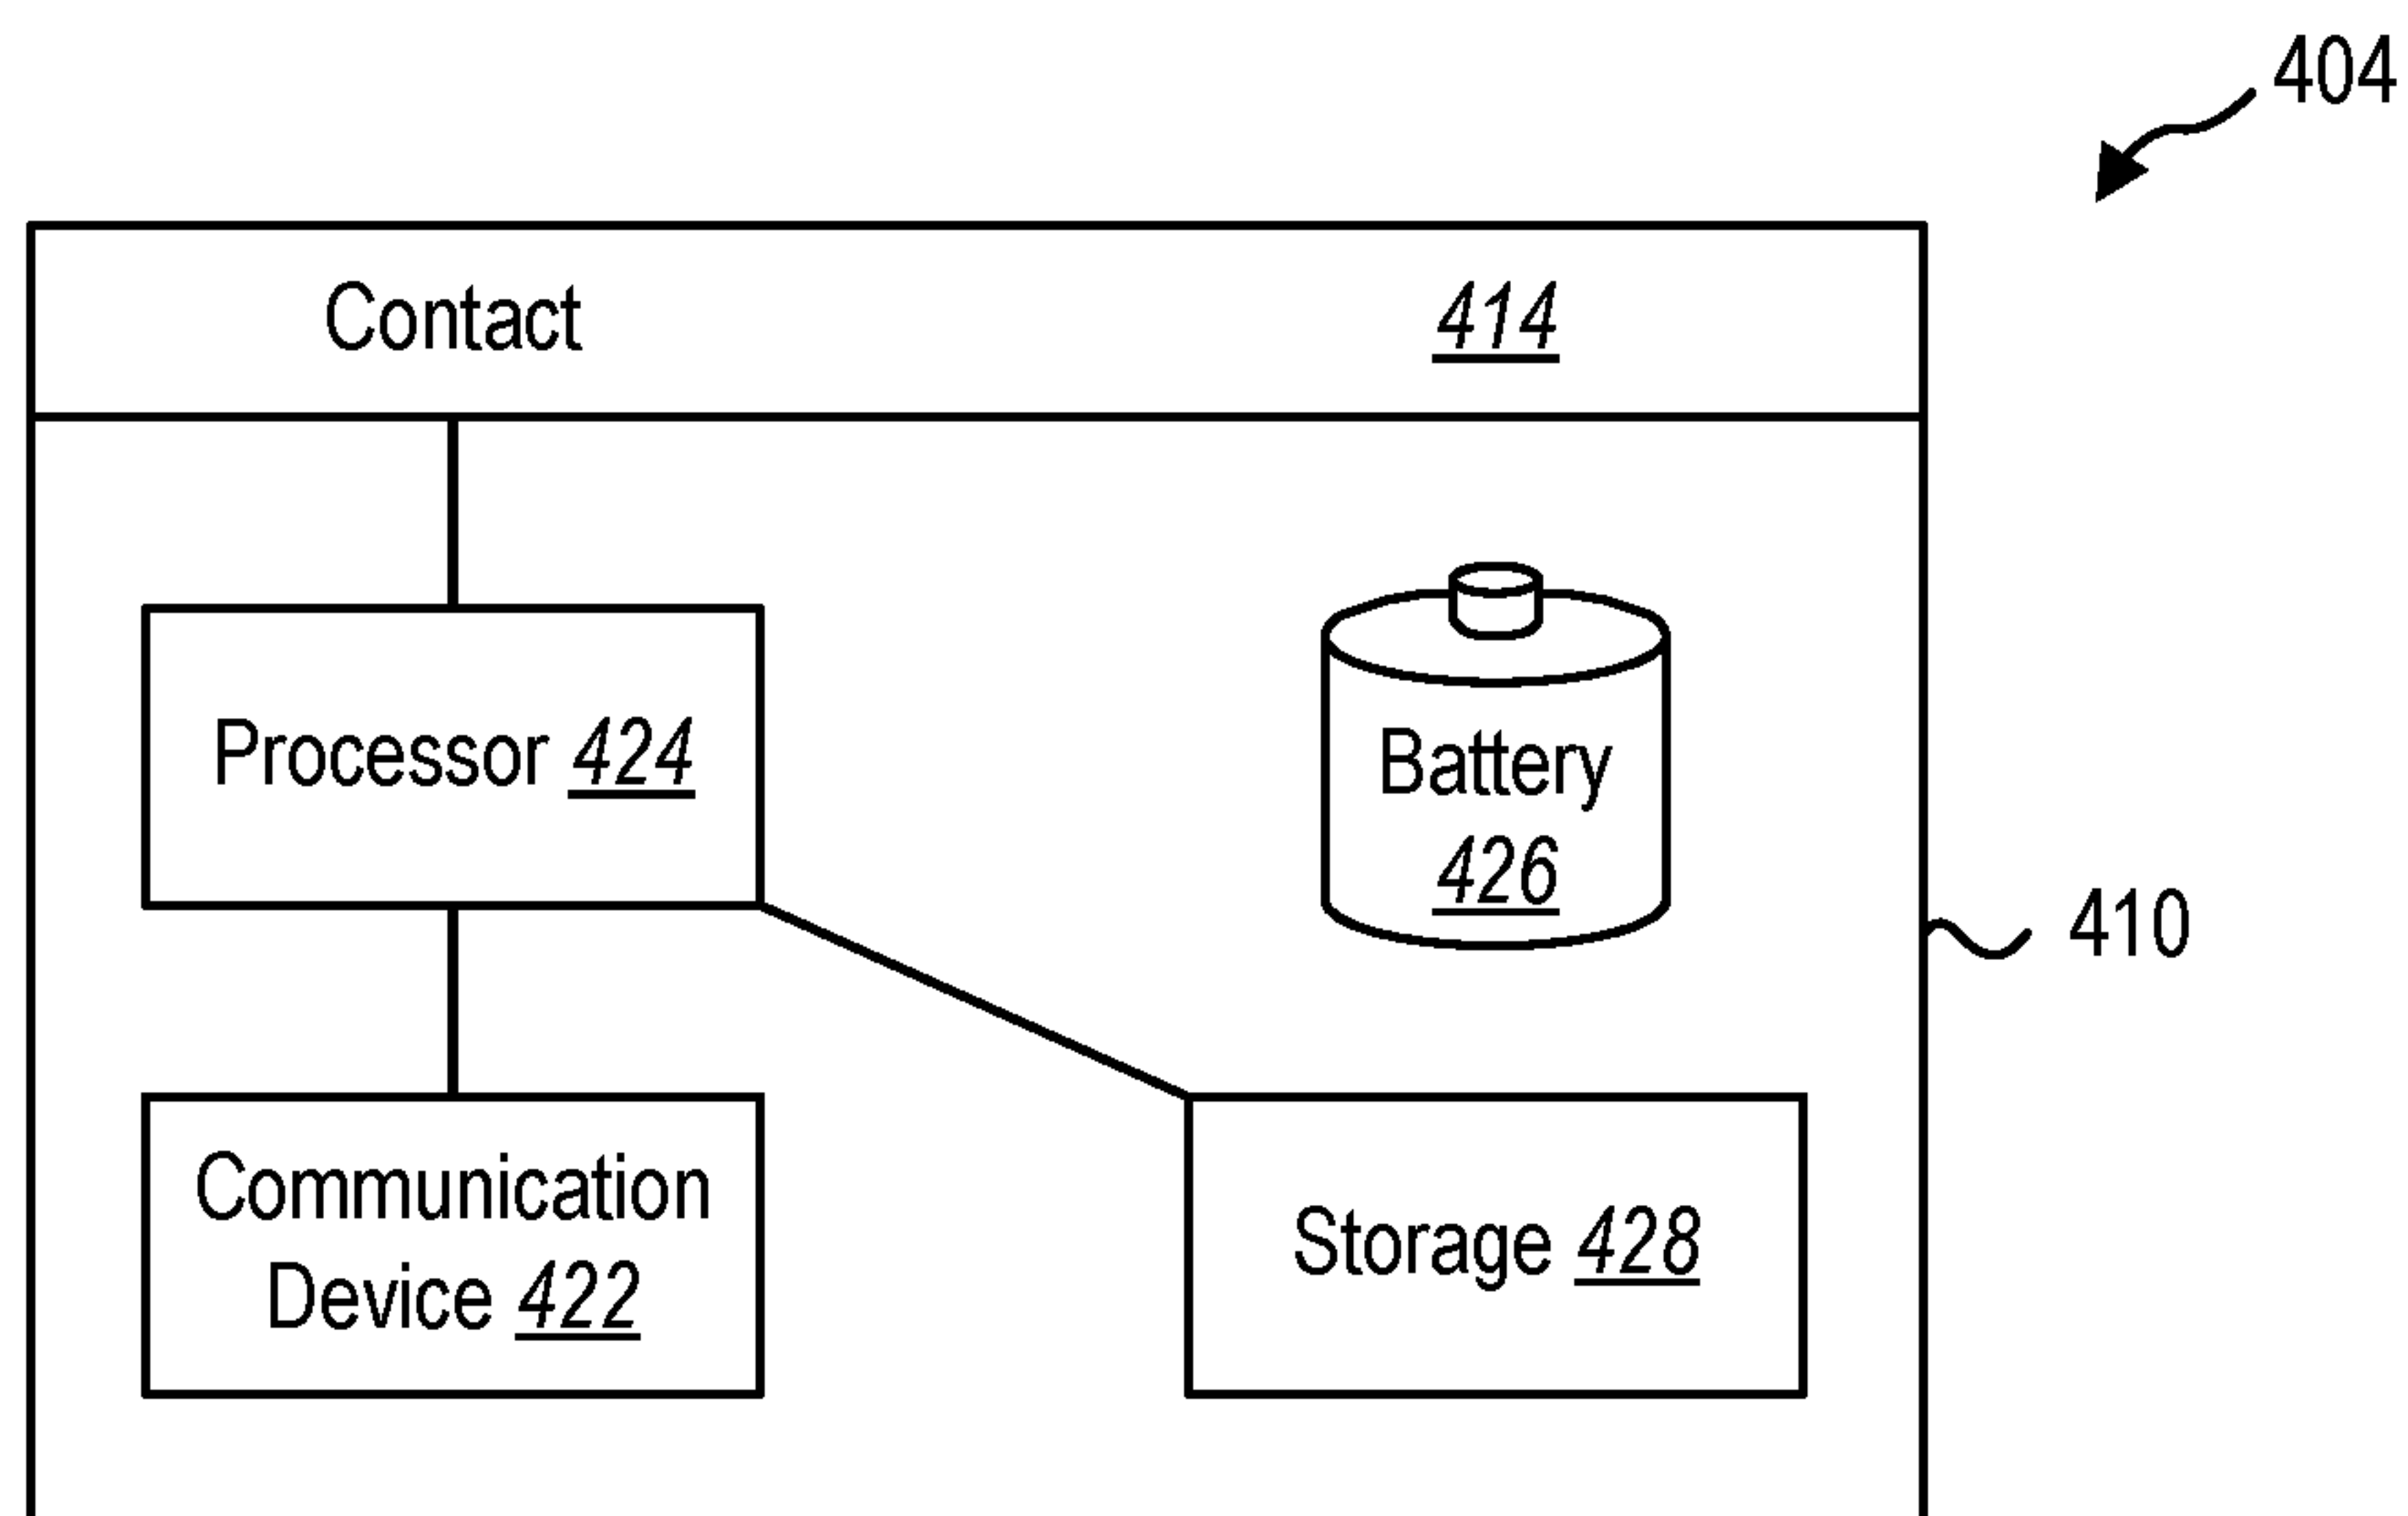 404
Contact 414
Processor 424
Battery
426
410
Communication
Device 422
Storage 428